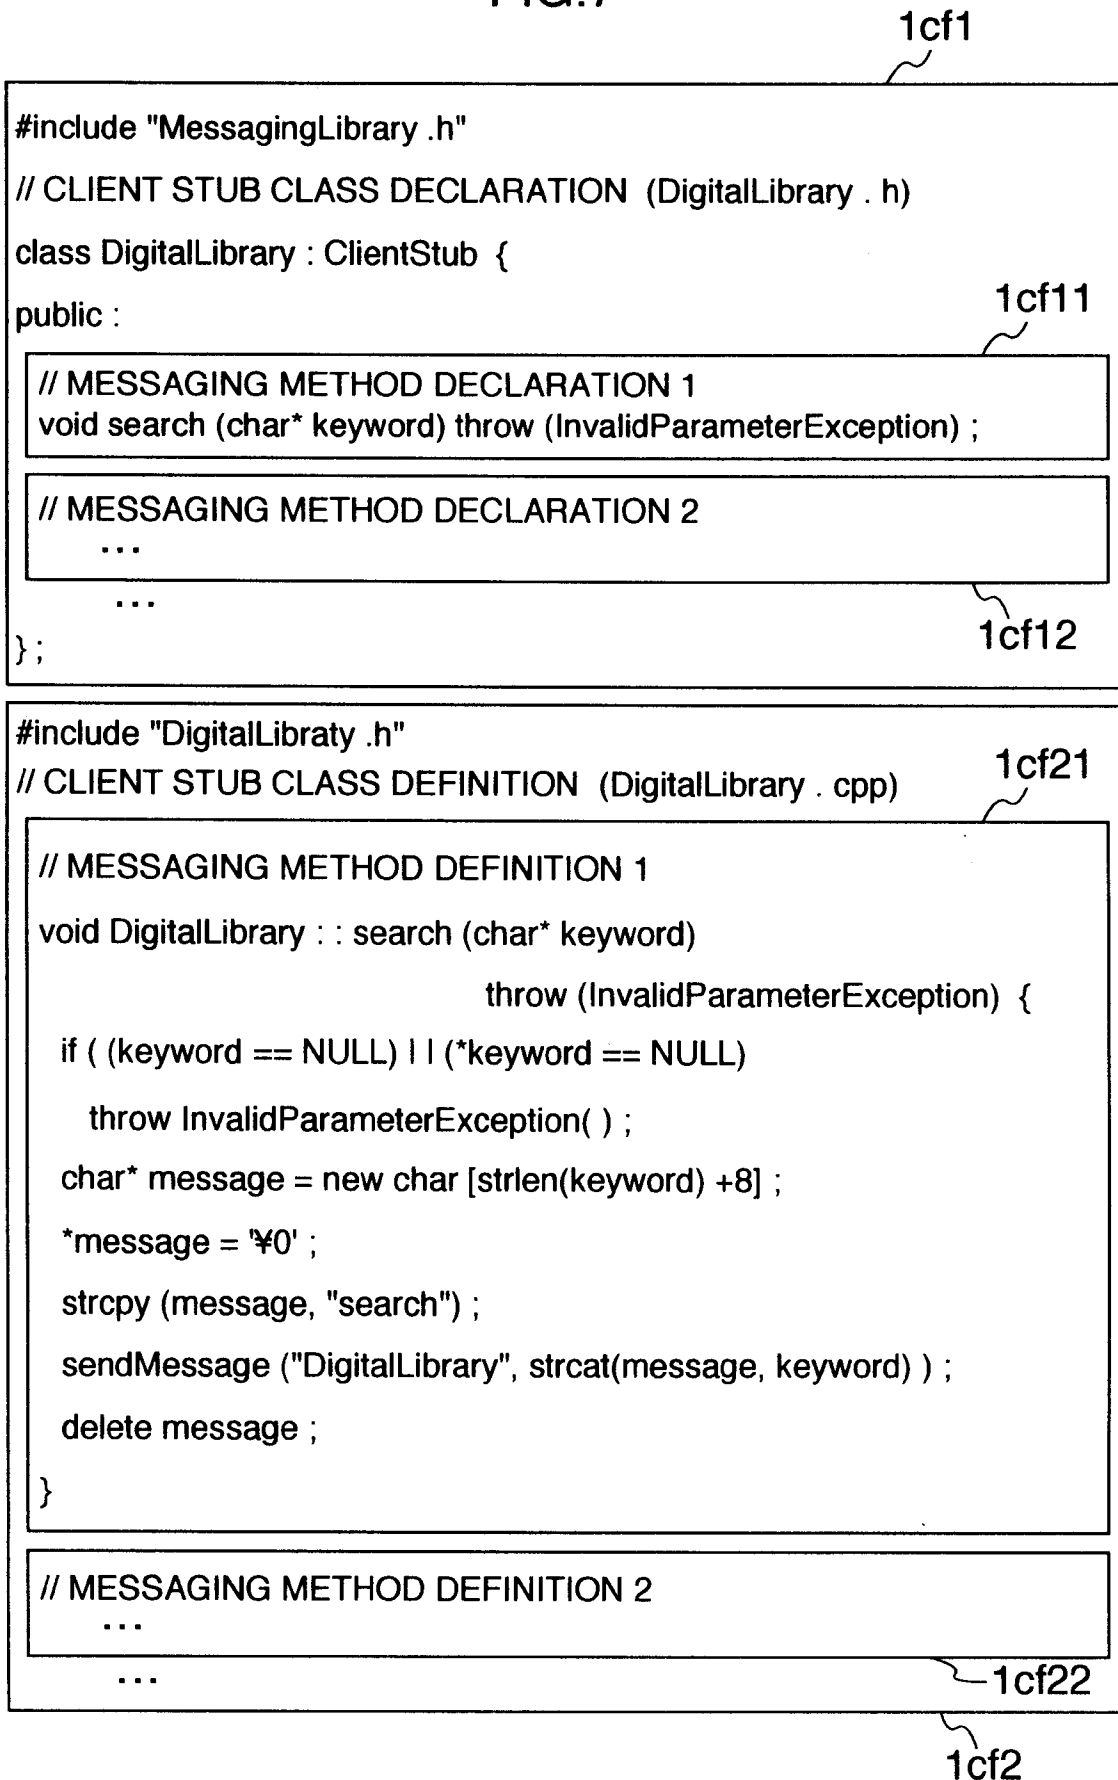 FIG.7
1cf1
#include "MessagingLibrary .h"
// CLIENT STUB CLASS DECLARATION (DigitalLibrary . h)
class DigitalLibrary : ClientStub {
public :
1cf11
// MESSAGING METHOD DECLARATION 1
void search (char* keyword) throw (InvalidParameterException) ;
// MESSAGING METHOD DECLARATION 2
...
...
1cf12
} ;
#include "DigitalLibraty .h"
1cf21
// CLIENT STUB CLASS DEFINITION (DigitalLibrary . cpp)
// MESSAGING METHOD DEFINITION 1
void DigitalLibrary : : search (char* keyword)
throw (InvalidParameterException) {
if ( (keyword == NULL) | | (*keyword == NULL)
throw InvalidParameterException( ) ;
char* message = new char [strlen(keyword) +8] ;
*message = '¥0' ;
strcpy (message, "search") ;
sendMessage ("DigitalLibrary", strcat(message, keyword) ) ;
delete message ;
}
// MESSAGING METHOD DEFINITION 2
...
...
1cf22
1cf2